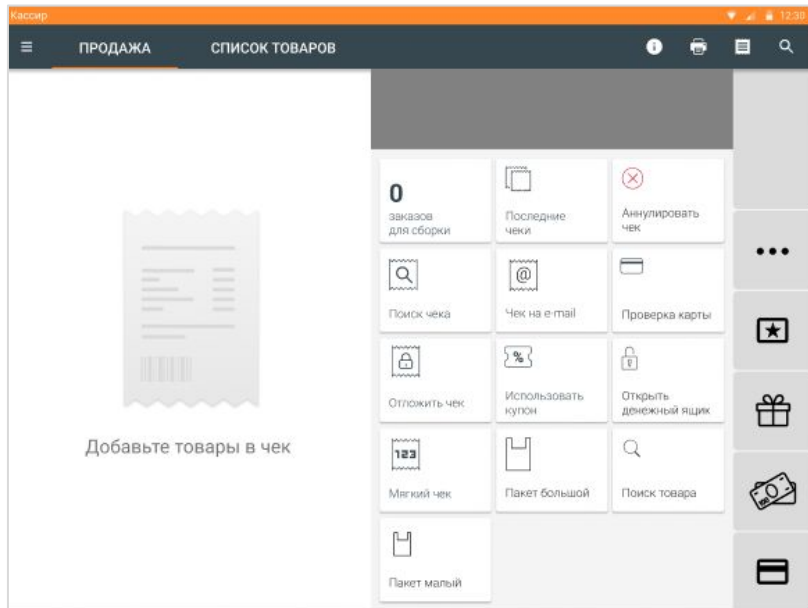 Кассир
12:30
ПРОДАЖА
СПИСОК ТОВАРОВ
0
заказов
для сборки
Последние
чеки
Аннулировать
чек
Поиск чека
@
Чек на e-mail
Проверка карты
Отложить чек
%
Использовать
купон
Открыть
денежный ящик
Добавьте товары в чек
123
Мягкий чек
Пакет большой
Поиск товара
100
Пакет малый